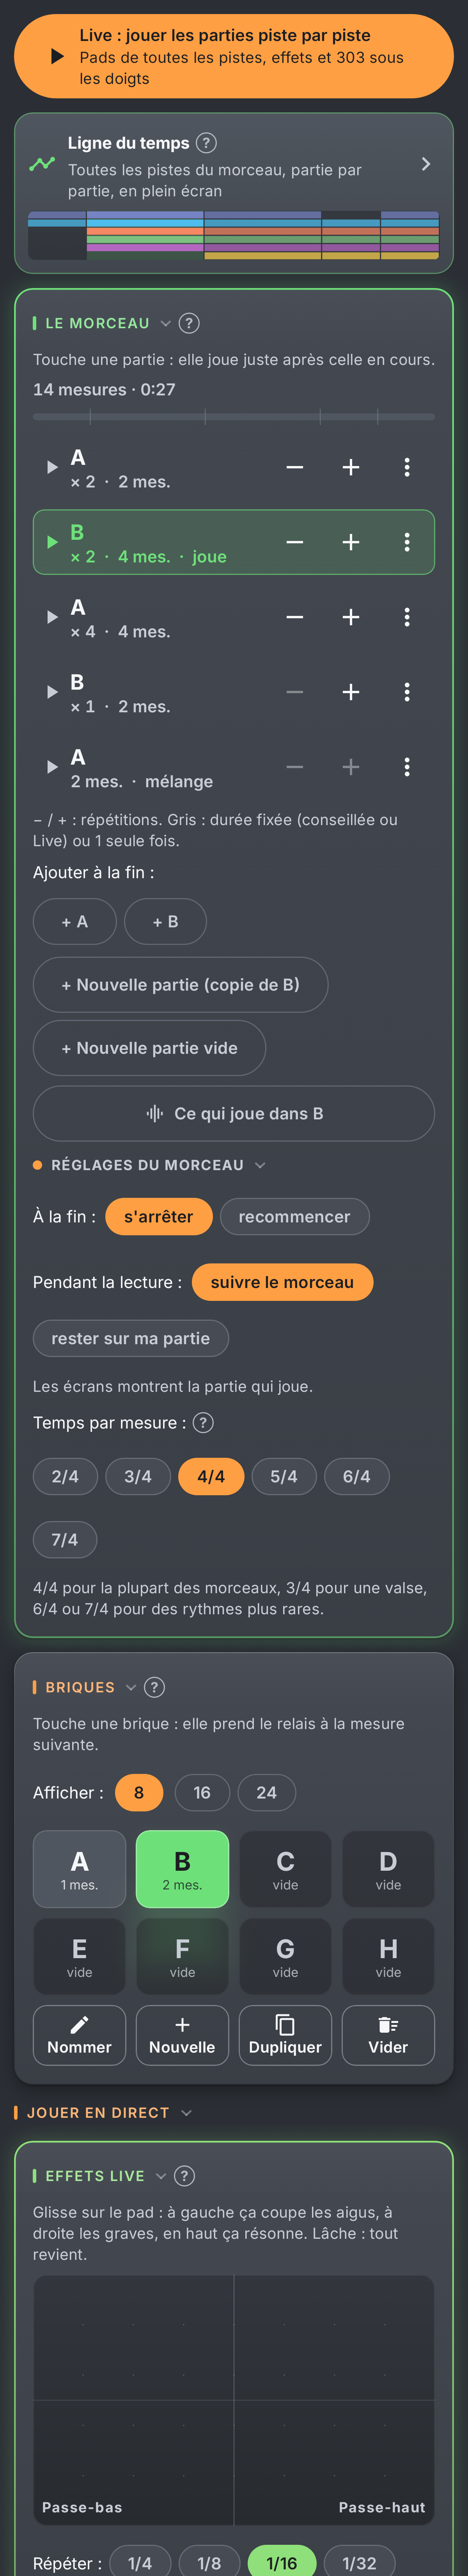 Live : jouer les parties piste par piste
Pads de toutes les pistes, effets et 303 sous
les doigts
Ligne du temps ?
Toutes les pistes du morceau, partie par
partie, en plein écran
LE MORCEAU ?
Touche une partie : elle joue juste après celle en cours.
14 mesures · 0:27
A
× 2 · 2 mes.
B
× 2 · 4 mes. · joue
A
× 4 · 4 mes.
B
× 1 · 2 mes.
A
2 mes. · mélange
− / + : répétitions. Gris : durée fixée (conseillée ou
Live) ou 1 seule fois.
Ajouter à la fin :
+ A + B
+ Nouvelle partie (copie de B)
+ Nouvelle partie vide
Ce qui joue dans B
RÉGLAGES DU MORCEAU
À la fin : s'arrêter recommencer
Pendant la lecture : suivre le morceau
rester sur ma partie
Les écrans montrent la partie qui joue.
Temps par mesure : ?
2/4 3/4 4/4 5/4 6/4
7/4
4/4 pour la plupart des morceaux, 3/4 pour une valse,
6/4 ou 7/4 pour des rythmes plus rares.
BRIQUES ?
Touche une brique : elle prend le relais à la mesure
suivante.
Afficher : 8 16 24
A B C D
1 mes. 2 mes. vide vide
E F G H
vide vide vide vide
Nommer Nouvelle Dupliquer Vider
JOUER EN DIRECT
EFFETS LIVE ?
Glisse sur le pad : à gauche ça coupe les aigus, à
droite les graves, en haut ça résonne. Lâche : tout
revient.
Passe-bas Passe-haut
Répéter : 1/4 1/8 1/16 1/32